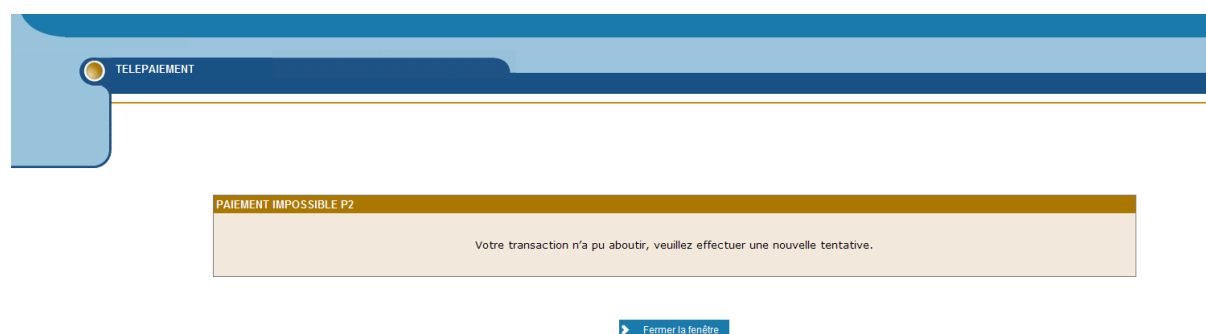 TELEPAIEMENT
PAIEMENT IMPOSSIBLE P2
Votre transaction n'a pu aboutir, veuillez effectuer une nouvelle tentative.
Fermer la fenêtre